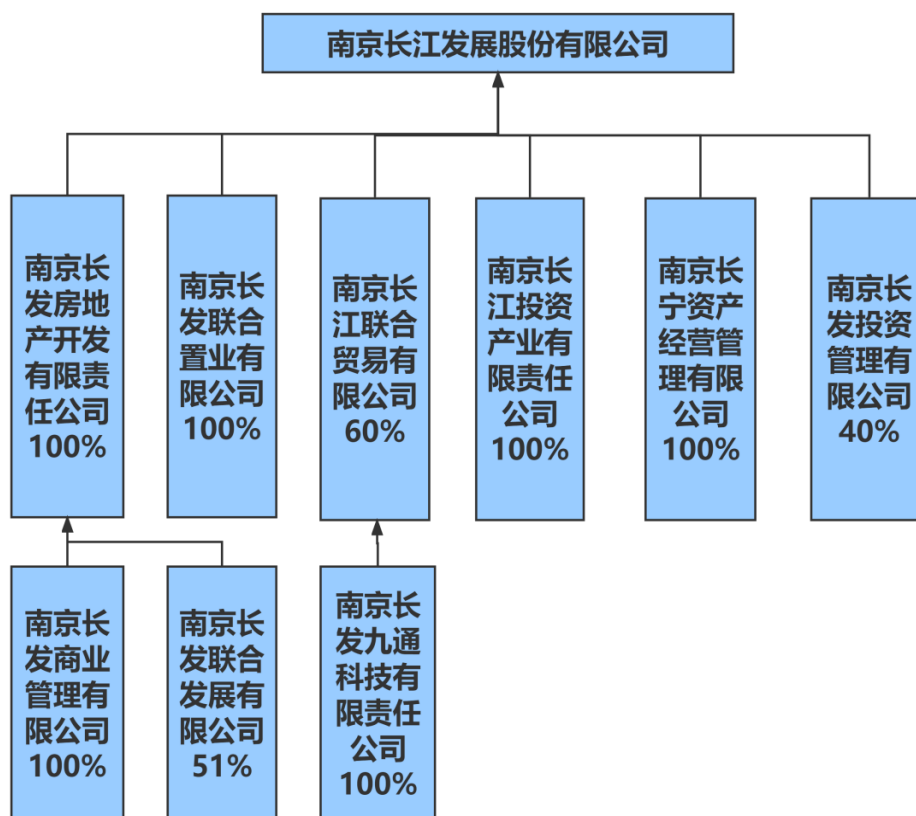 南京长江发展股份有限公司
南京长
发房地
产开发
有限责
任公司
100%
南京长
发联合
置业有
限公司
100%
南京长
江联合
贸易有
限公司
60%
南京长
江投资
产业有
限责任
公司
100%
南京长
宁资产
经营管
理有限
公司
100%
南京长
发投资
管理有
限公司
40%
南京长
发商业
管理有
限公司
100%
南京长
发联合
发展有
限公司
51%
南京长
发九通
科技有
限责任
公司
100%